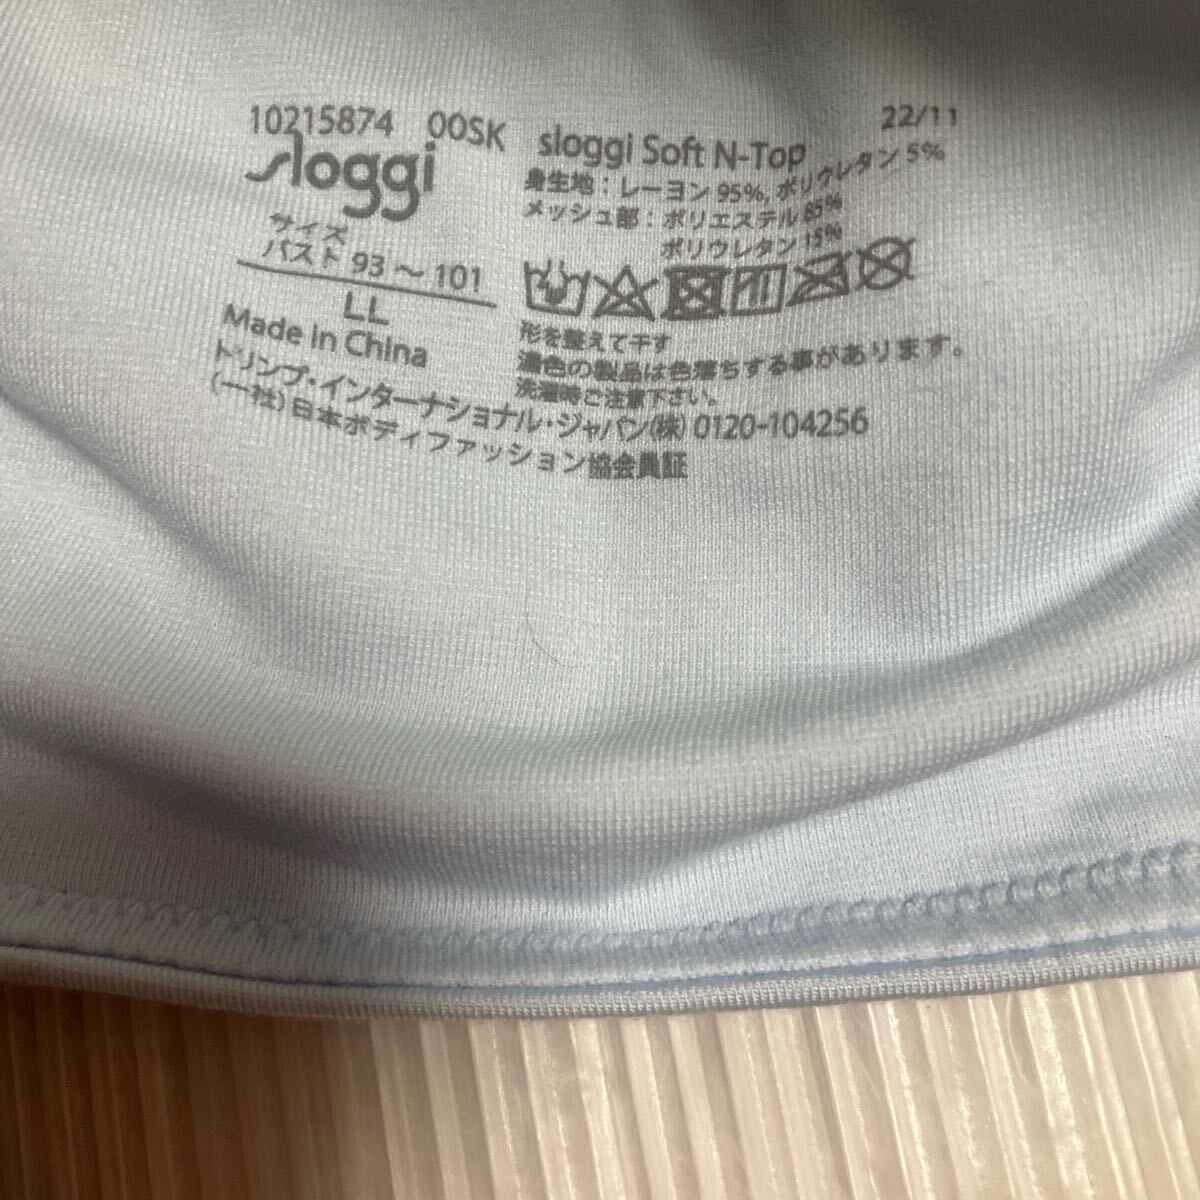 10215874 00SK
sloggi
サイズ
バスト 93～101
LL
Made in China
22/11
sloggi Soft N-Top
身生地：レーヨン 95%, ポリウレタン 5%
メッシュ部：ポリエステル 85%
ポリウレタン 15%
形を整えて干す
濃色の製品は色落ちする事があります。
洗濯時ご注意下さい。
トリンプ・インターナショナル・ジャパン(株) 0120-104256
(一社)日本ボディファッション協会員証